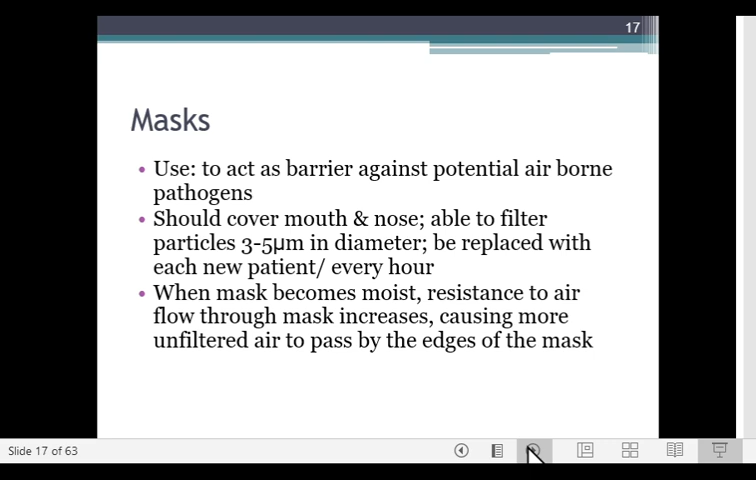 17
Masks
• Use: to act as barrier against potential air borne
pathogens
• Should cover mouth & nose; able to filter
particles 3-5μm in diameter; be replaced with
each new patient/ every hour
• When mask becomes moist, resistance to air
flow through mask increases, causing more
unfiltered air to pass by the edges of the mask
Slide 17 of 63